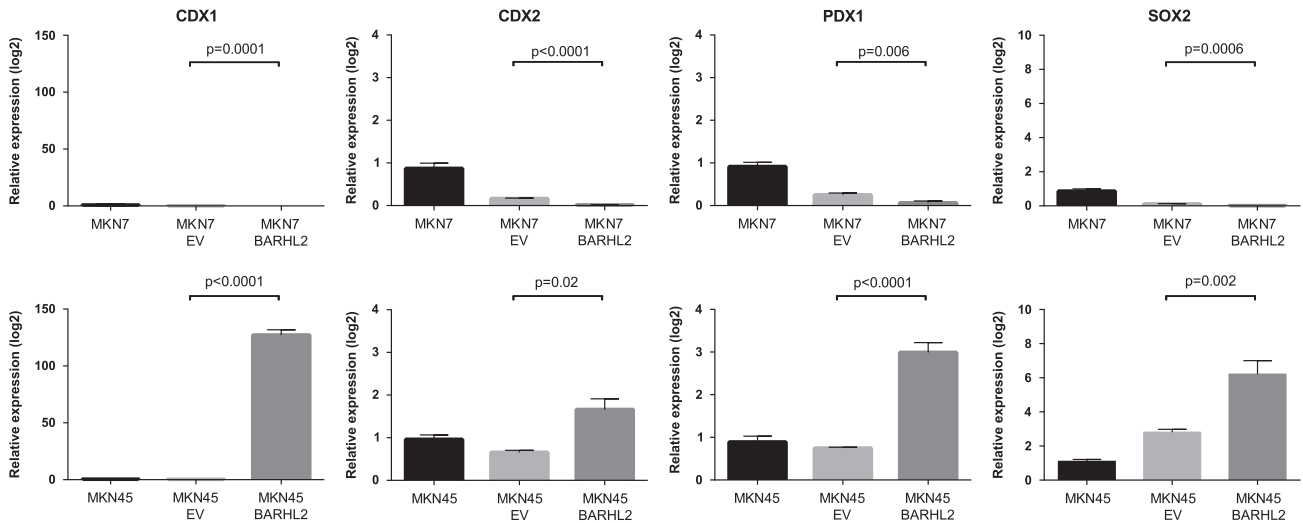 CDX1
Relative expression (log2)
150
100
50
0
p=0.0001
MKN7
MKN7
EV
MKN7
BARHL2
CDX2
Relative expression (log2)
4
3
2
1
0
p<0.0001
MKN7
MKN7
EV
MKN7
BARHL2
PDX1
Relative expression (log2)
4
3
2
1
0
p=0.006
MKN7
MKN7
EV
MKN7
BARHL2
SOX2
Relative expression (log2)
10
8
6
4
2
0
p=0.0006
MKN7
MKN7
EV
MKN7
BARHL2
Relative expression (log2)
150
100
50
0
p<0.0001
MKN45
MKN45
EV
MKN45
BARHL2
Relative expression (log2)
4
3
2
1
0
p=0.02
MKN45
MKN45
EV
MKN45
BARHL2
Relative expression (log2)
4
3
2
1
0
p<0.0001
MKN45
MKN45
EV
MKN45
BARHL2
Relative expression (log2)
10
8
6
4
2
0
p=0.002
MKN45
MKN45
EV
MKN45
BARHL2